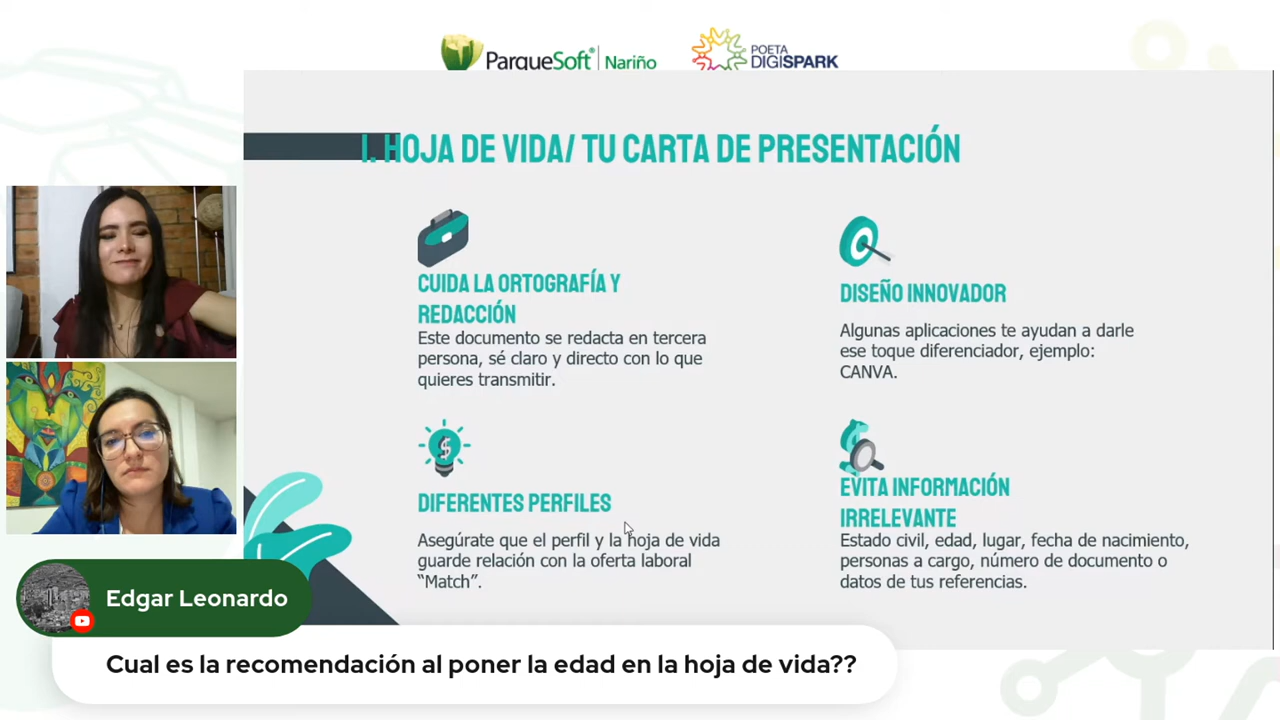 ParqueSoft® | Nariño
POETA
DIGISPARK
I. HOJA DE VIDA/ TU CARTA DE PRESENTACIÓN
CUIDA LA ORTOGRAFÍA Y
REDACCIÓN
Este documento se redacta en tercera
persona, sé claro y directo con lo que
quieres transmitir.
DISEÑO INNOVADOR
Algunas aplicaciones te ayudan a darle
ese toque diferenciador, ejemplo:
CANVA.
DIFERENTES PERFILES
Asegúrate que el perfil y la hoja de vida
guarde relación con la oferta laboral
“Match”.
EVITA INFORMACIÓN
IRRELEVANTE
Estado civil, edad, lugar, fecha de nacimiento,
personas a cargo, número de documento o
datos de tus referencias.
Edgar Leonardo
Cual es la recomendación al poner la edad en la hoja de vida??